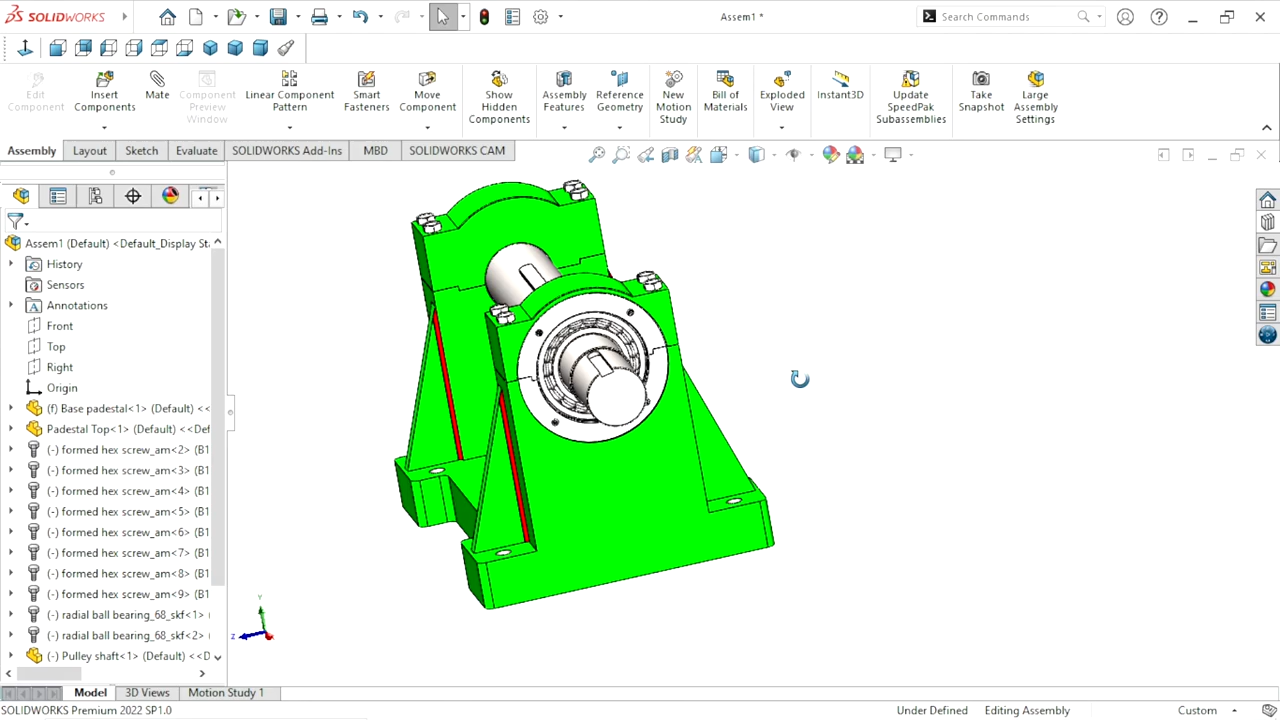 SOLIDWORKS
Assem1 *
Search Commands
Edit Component
Insert Components
Mate
Component Preview Window
Linear Component Pattern
Smart Fasteners
Move Component
Show Hidden Components
Assembly Features
Reference Geometry
New Motion Study
Bill of Materials
Exploded View
Instant3D
Update SpeedPak Subassemblies
Take Snapshot
Large Assembly Settings
Assembly
Layout
Sketch
Evaluate
SOLIDWORKS Add-Ins
MBD
SOLIDWORKS CAM
Assem1 (Default) <Default_Display St
History
Sensors
Annotations
Front
Top
Right
Origin
(f) Base padestal<1> (Default) <<
Padestal Top<1> (Default) <<Def
(-) formed hex screw_am<2> (B1
(-) formed hex screw_am<3> (B1
(-) formed hex screw_am<4> (B1
(-) formed hex screw_am<5> (B1
(-) formed hex screw_am<6> (B1
(-) formed hex screw_am<7> (B1
(-) formed hex screw_am<8> (B1
(-) formed hex screw_am<9> (B1
(-) radial ball bearing_68_skf<1> (
(-) radial ball bearing_68_skf<2> (
(-) Pulley shaft<1> (Default) <<D
Y
Z
Model
3D Views
Motion Study 1
SOLIDWORKS Premium 2022 SP1.0
Under Defined
Editing Assembly
Custom